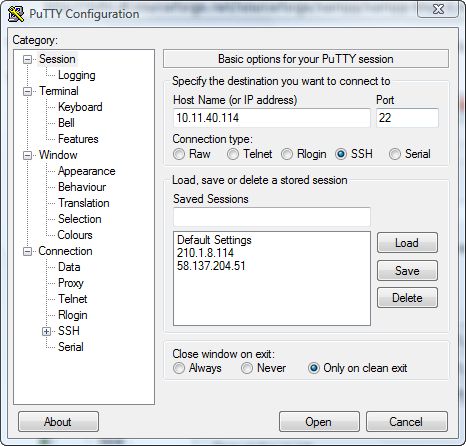 PuTTY Configuration
Category:
Session
Logging
Terminal
Keyboard
Bell
Features
Window
Appearance
Behaviour
Translation
Selection
Colours
Connection
Data
Proxy
Telnet
Rlogin
SSH
Serial
Basic options for your PuTTY session
Specify the destination you want to connect to
Host Name (or IP address) Port
10.11.40.114 22
Connection type:
Raw Telnet Rlogin SSH Serial
Load, save or delete a stored session
Saved Sessions
Default Settings
210.1.8.114
58.137.204.51
Load
Save
Delete
Close window on exit:
Always Never Only on clean exit
About Open Cancel